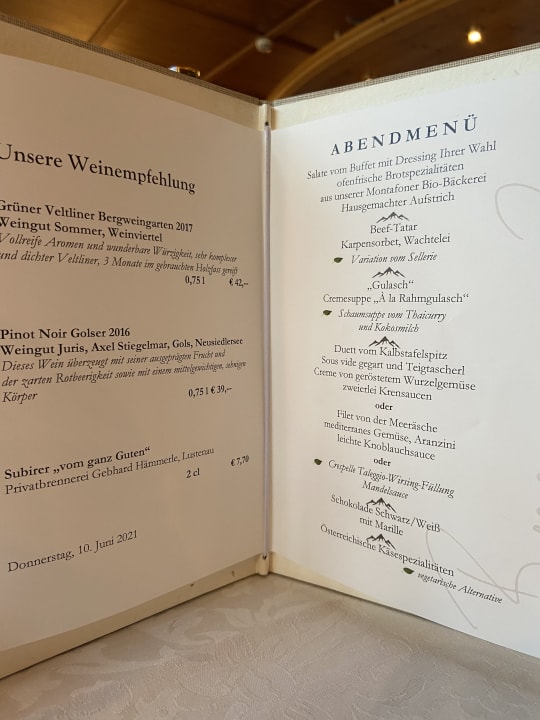 Unsere Weinempfehlung
Grüner Veltliner Bergweingarten 2017
Weingut Sommer, Weinviertel
Vollreife Aromen und wunderbare Würzigkeit, sehr komplexer
und dichter Veltliner, 3 Monate im gebrauchten Holzfass gereift
0,75 l € 42,--
Pinot Noir Golser 2016
Weingut Juris, Axel Stiegelmar, Gols, Neusiedlersee
Dieses Wein überzeugt mit seiner ausgeprägten Frucht und
der zarten Rotbeerigkeit sowie mit einem mittelgewichtigen, sehnigen
Körper
0,75 l € 39,--
Subirer „vom ganz Guten“
Privatbrennerei Gebhard Hämmerle, Lustenau
2 cl € 7,70
Donnerstag, 10. Juni 2021
ABENDMENÜ
Salate vom Buffet mit Dressing Ihrer Wahl
ofenfrische Brotspezialitäten
aus unserer Montafoner Bio-Bäckerei
Hausgemachter Aufstrich
Beef-Tatar
Karpensorbet, Wachtelei
Variation vom Sellerie
„Gulasch“
Cremesuppe „À la Rahmgulasch“
Schaumsuppe vom Thaicurry
und Kokosmilch
Duett vom Kalbstafelspitz
Sous vide gegart und Teigtascherl
Creme von geröstetem Wurzelgemüse
zweierlei Krensaucen
oder
Filet von der Meeräsche
mediterranes Gemüse, Aranzini
leichte Knoblauchsauce
oder
Crespelle Taleggio-Wirsing-Füllung
Mandelsauce
Schokolade Schwarz/Weiß
mit Marille
Österreichische Käsespezialitäten
vegetarische Alternative